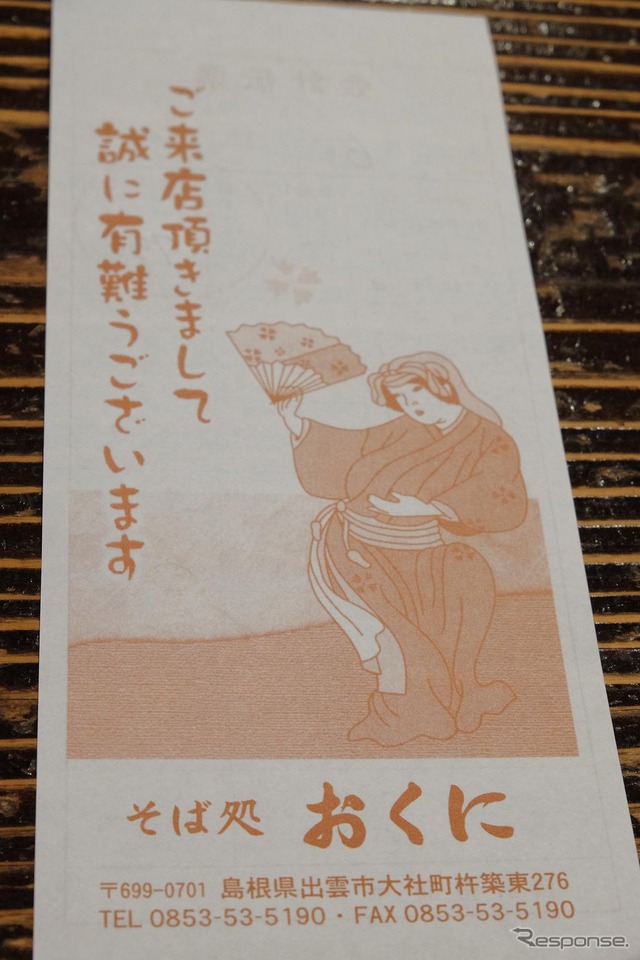 ご来店頂きまして
誠に有難うございます
そば処 おくに
〒699-0701 島根県出雲市大社町杵築東276
TEL 0853-53-5190・FAX 0853-53-5190
Response.